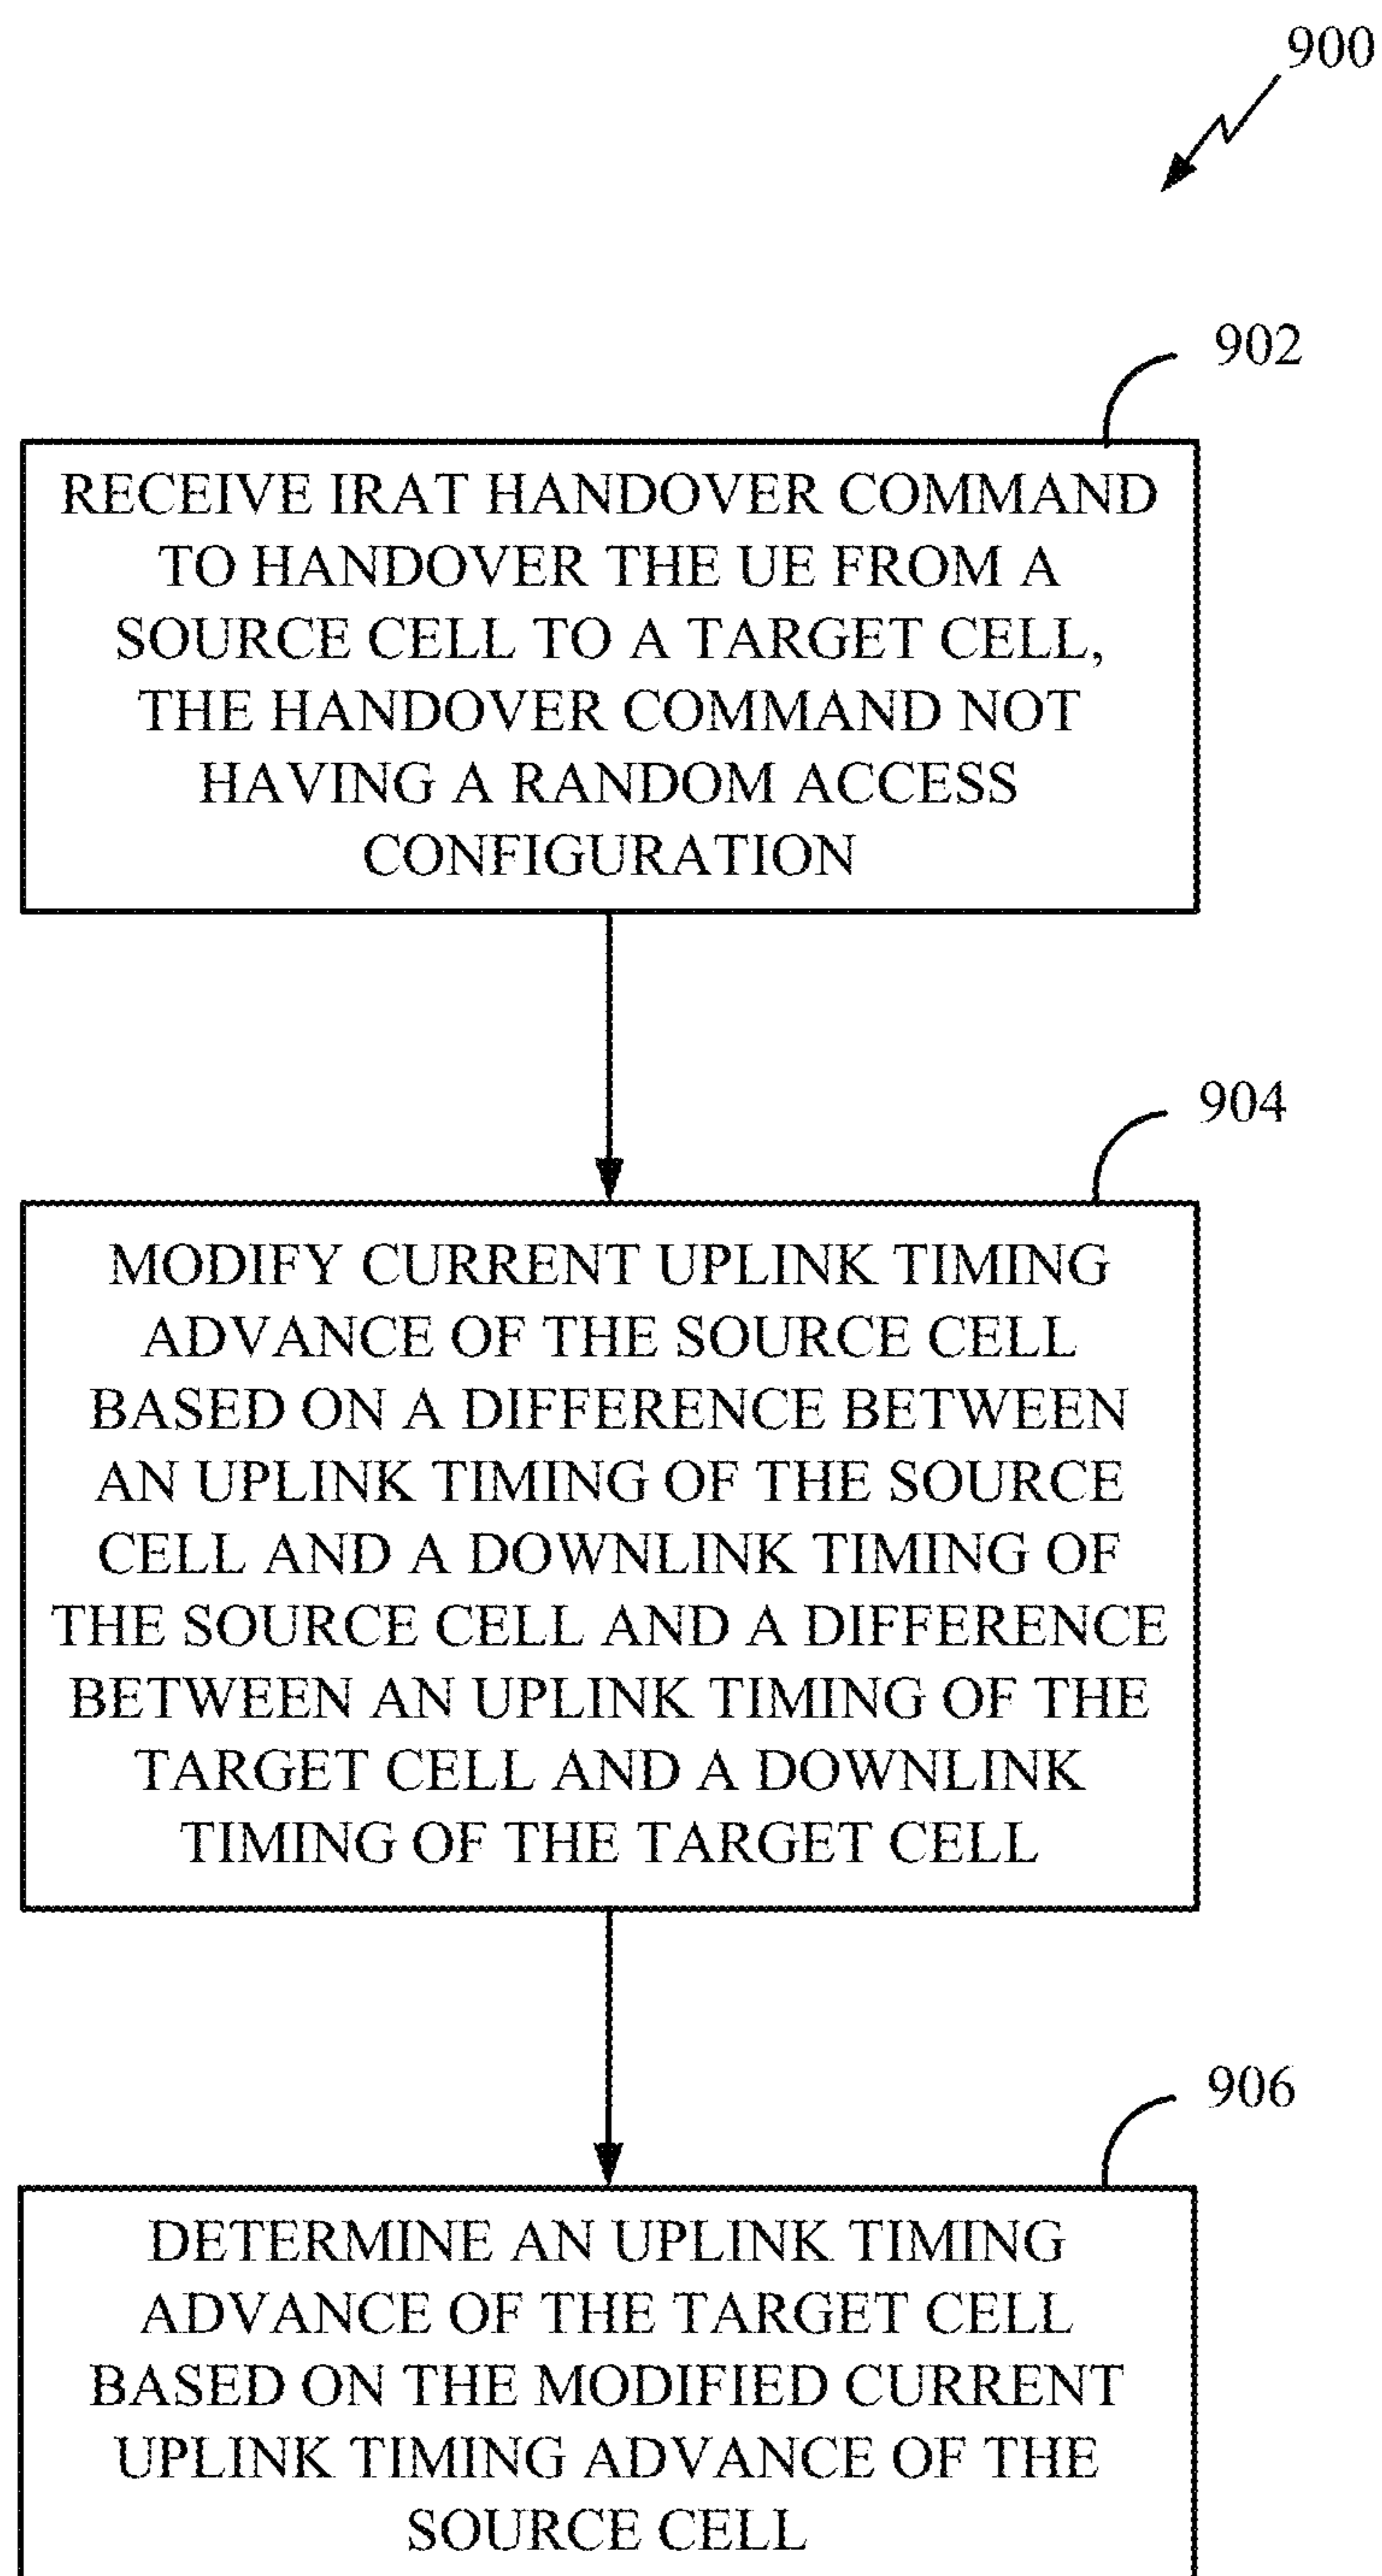 900
902
RECEIVE IRAT HANDOVER COMMAND
TO HANDOVER THE UE FROM A
SOURCE CELL TO A TARGET CELL,
THE HANDOVER COMMAND NOT
HAVING A RANDOM ACCESS
CONFIGURATION
904
MODIFY CURRENT UPLINK TIMING
ADVANCE OF THE SOURCE CELL
BASED ON A DIFFERENCE BETWEEN
AN UPLINK TIMING OF THE SOURCE
CELL AND A DOWNLINK TIMING OF
THE SOURCE CELL AND A DIFFERENCE
BETWEEN AN UPLINK TIMING OF THE
TARGET CELL AND A DOWNLINK
TIMING OF THE TARGET CELL
906
DETERMINE AN UPLINK TIMING
ADVANCE OF THE TARGET CELL
BASED ON THE MODIFIED CURRENT
UPLINK TIMING ADVANCE OF THE
SOURCE CELL